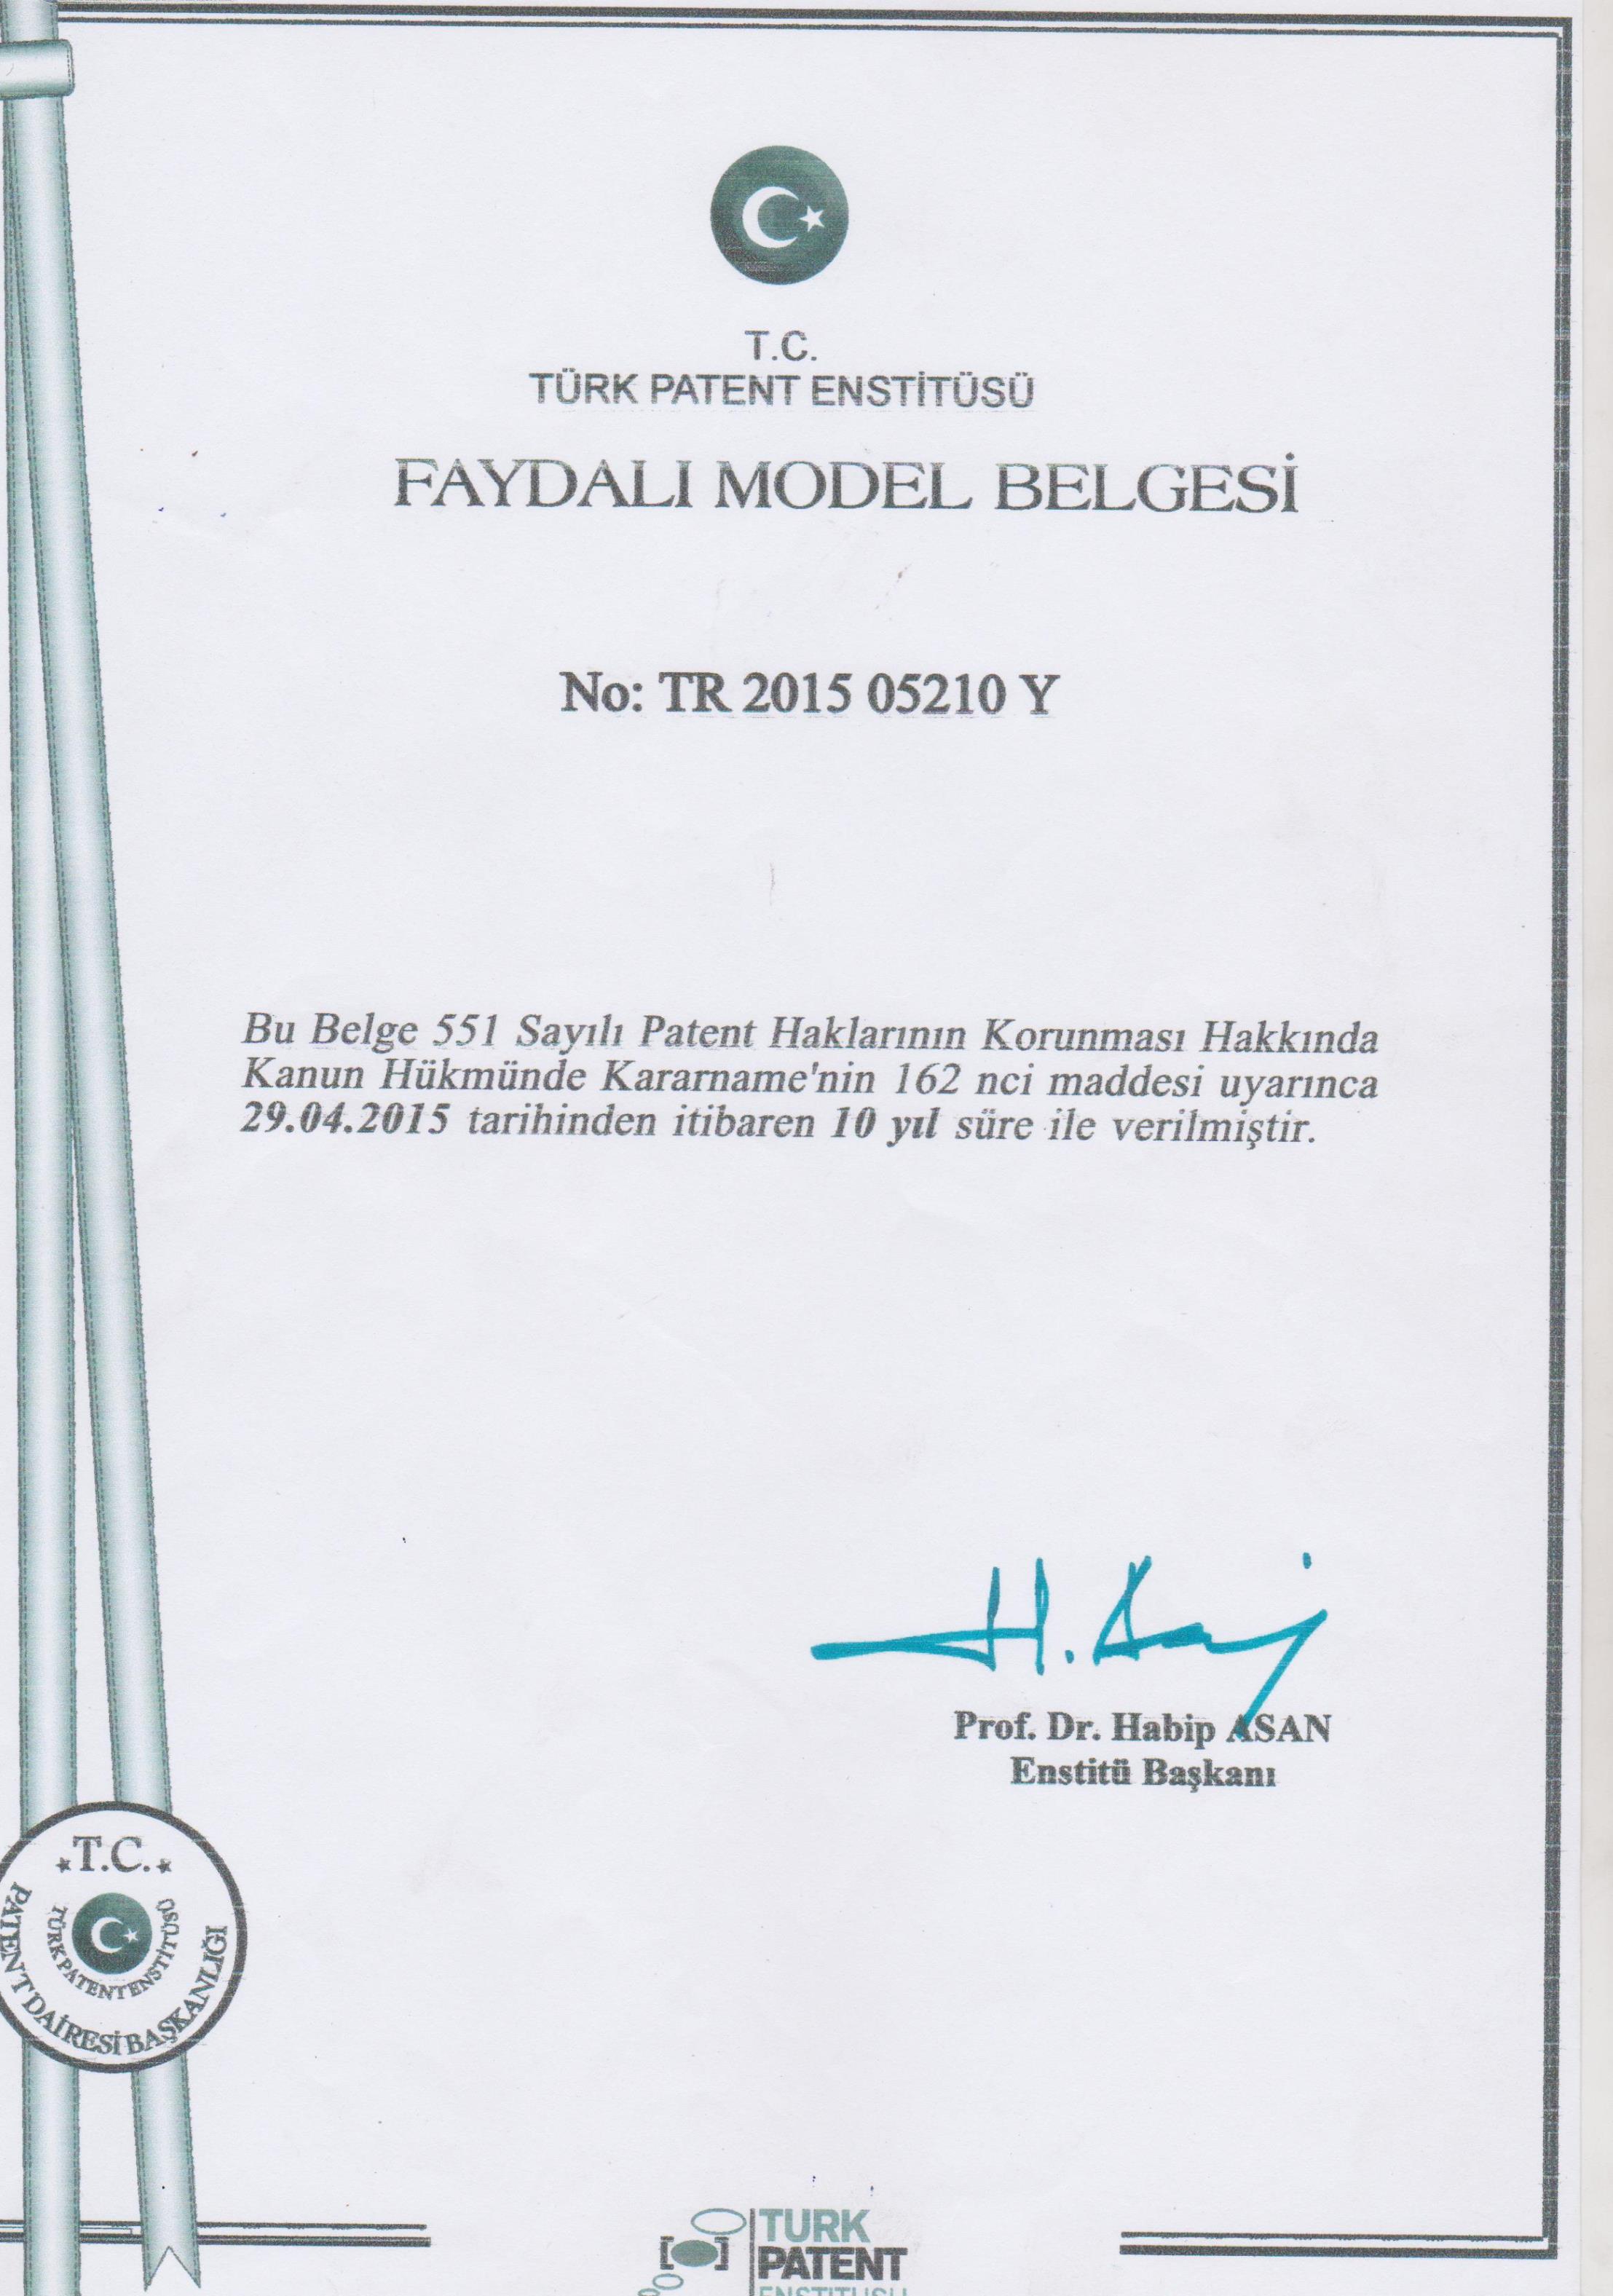 T.C.
TÜRK PATENT ENSTİTÜSÜ
FAYDALI MODEL BELGESİ
No: TR 2015 05210 Y
Bu Belge 551 Sayılı Patent Haklarının Korunması Hakkında
Kanun Hükmünde Kararname'nin 162 nci maddesi uyarınca
29.04.2015 tarihinden itibaren 10 yıl süre ile verilmiştir.
H. Asan
Prof. Dr. Habip ASAN
Enstitü Başkanı
T.C.
TÜRK PATENT ENSTİTÜSÜ
PATENT DAİRESİ BAŞKANLIĞI
TURK
PATENT
ENSTITUSU